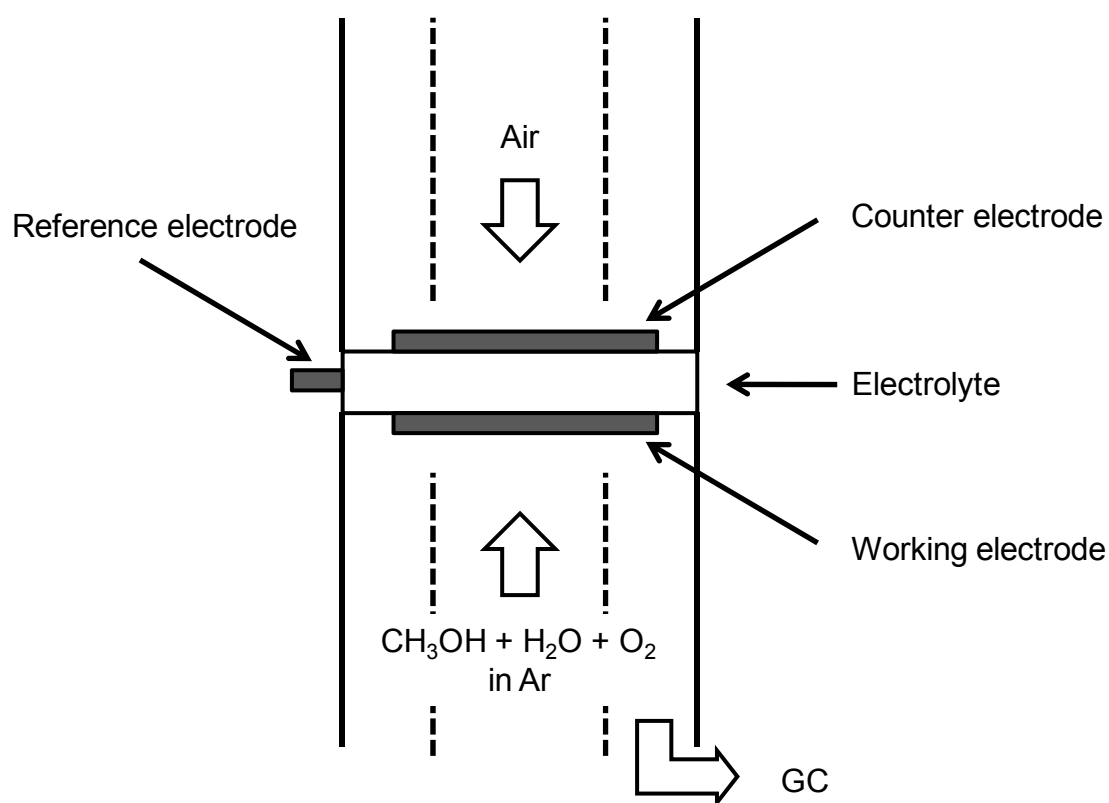 Air
Reference electrode
Counter electrode
Electrolyte
Working electrode
CH₃OH + H₂O + O₂
in Ar
GC